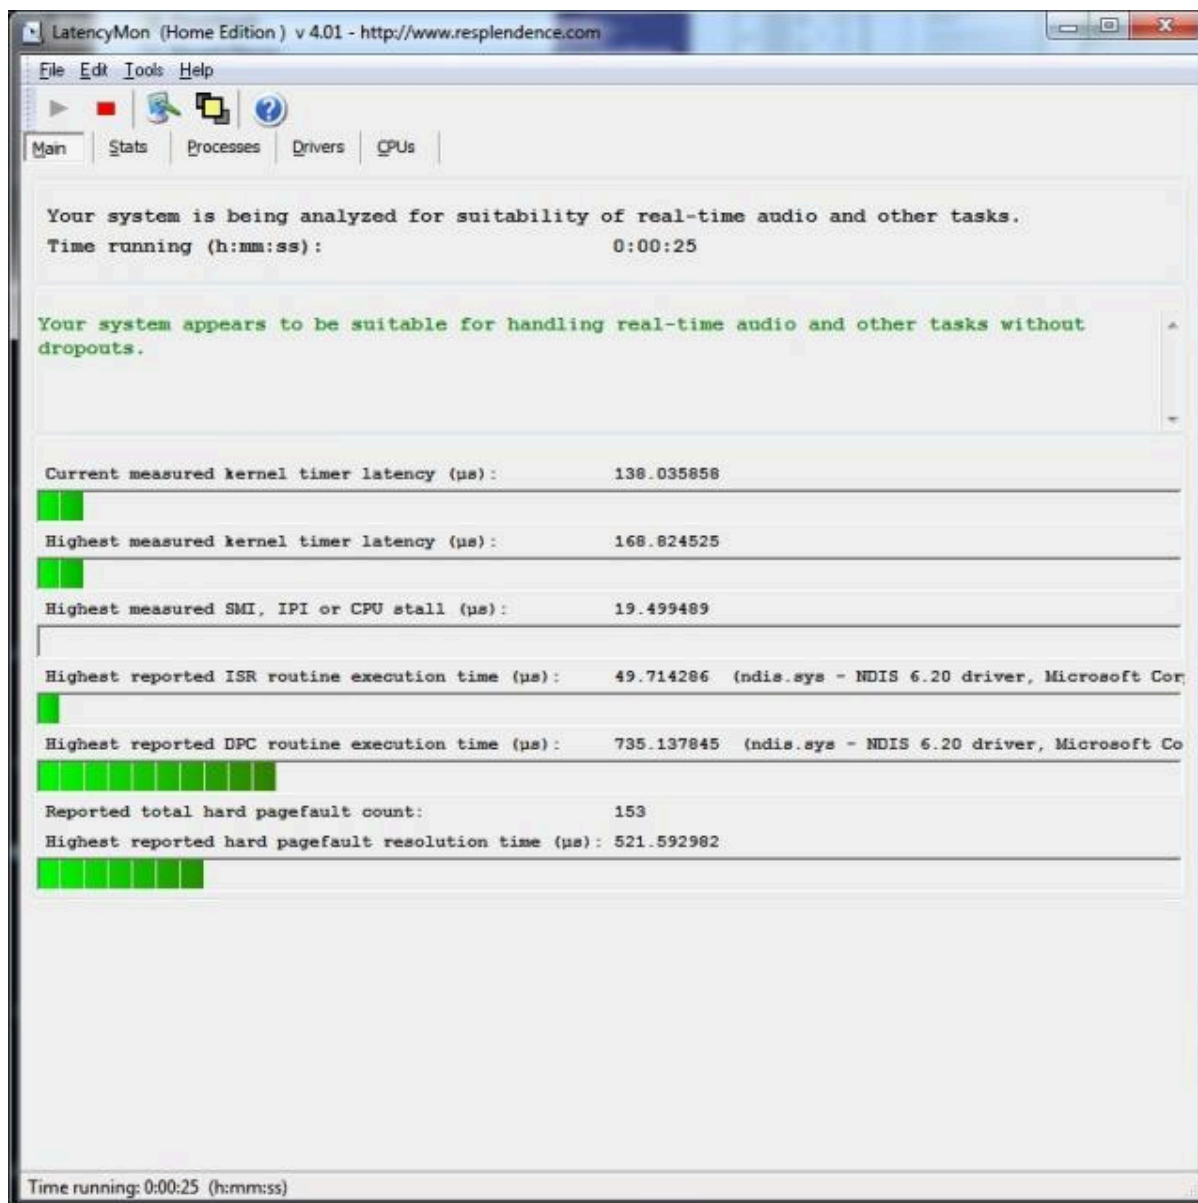 LatencyMon (Home Edition ) v 4.01 - http://www.resplendence.com
File Edit Tools Help
Main Stats Processes Drivers CPUs
Your system is being analyzed for suitability of real-time audio and other tasks.
Time running (h:mm:ss): 0:00:25
Your system appears to be suitable for handling real-time audio and other tasks without
dropouts.
Current measured kernel timer latency (µs): 138.035858
Highest measured kernel timer latency (µs): 168.824525
Highest measured SMI, IPI or CPU stall (µs): 19.499489
Highest reported ISR routine execution time (µs): 49.714286 (ndis.sys - NDIS 6.20 driver, Microsoft Cor
Highest reported DPC routine execution time (µs): 735.137845 (ndis.sys - NDIS 6.20 driver, Microsoft Co
Reported total hard pagefault count: 153
Highest reported hard pagefault resolution time (µs): 521.592982
Time running: 0:00:25 (h:mm:ss)